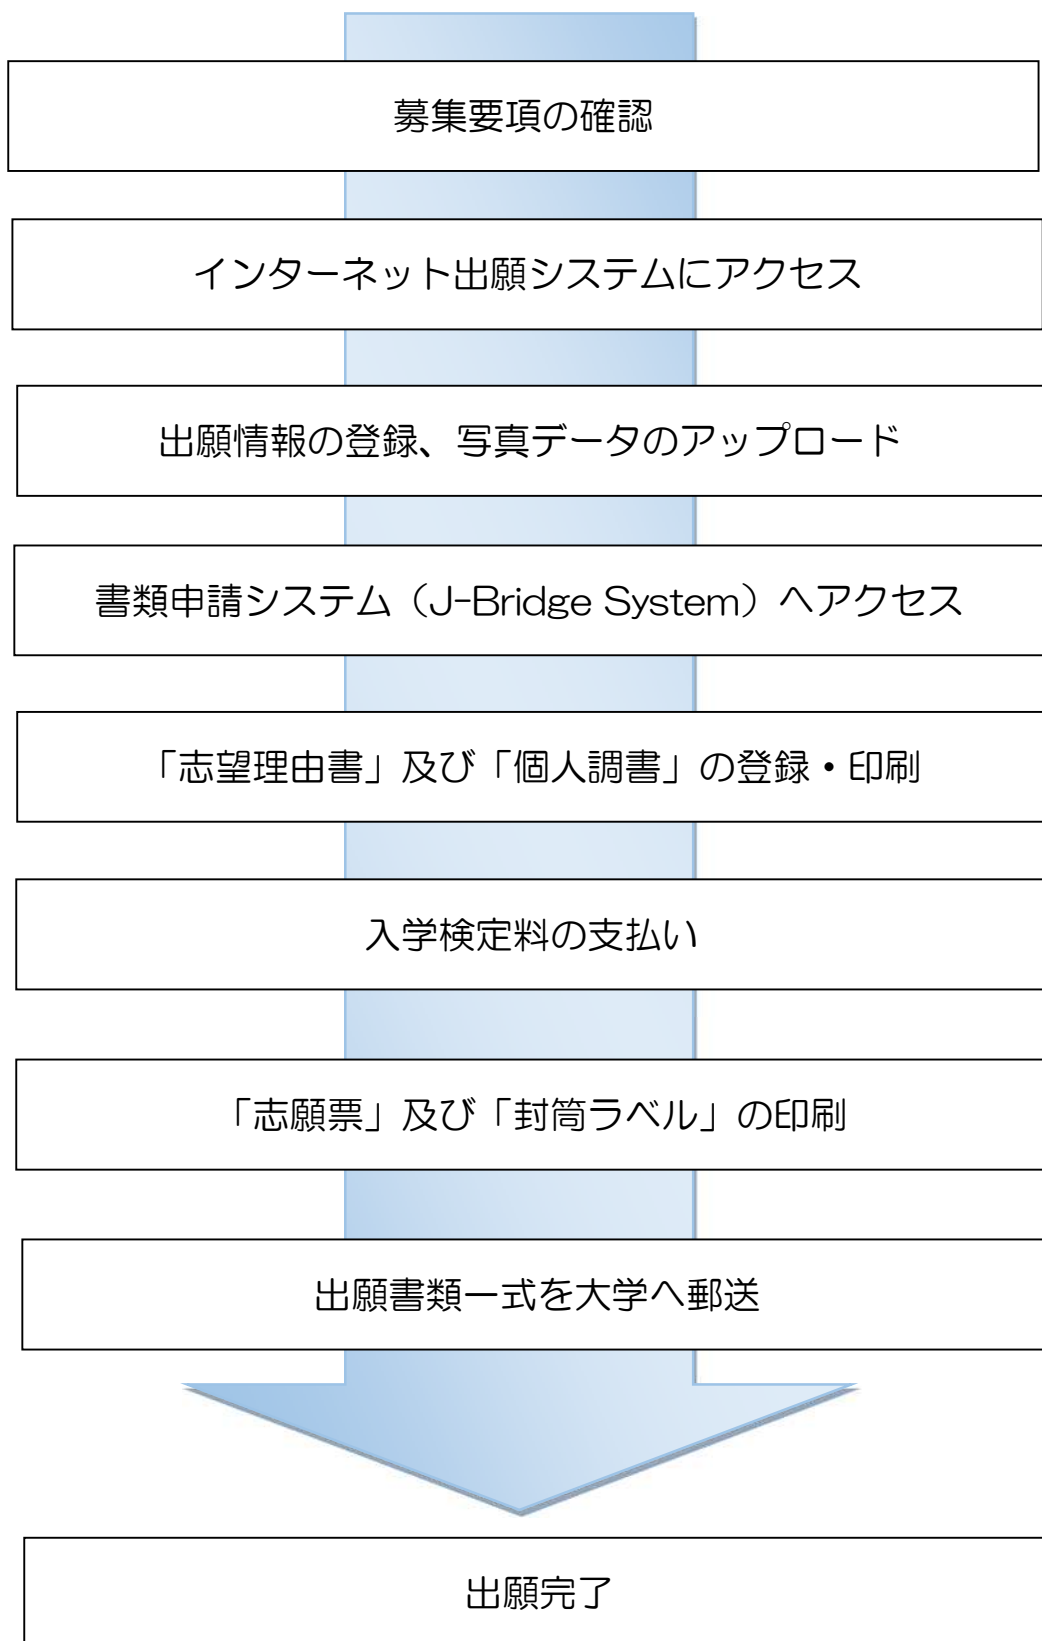 募集要項の確認
インターネット出願システムにアクセス
出願情報の登録、写真データのアップロード
書類申請システム（J-Bridge System）へアクセス
「志望理由書」及び「個人調書」の登録・印刷
入学検定料の支払い
「志願票」及び「封筒ラベル」の印刷
出願書類一式を大学へ郵送
出願完了